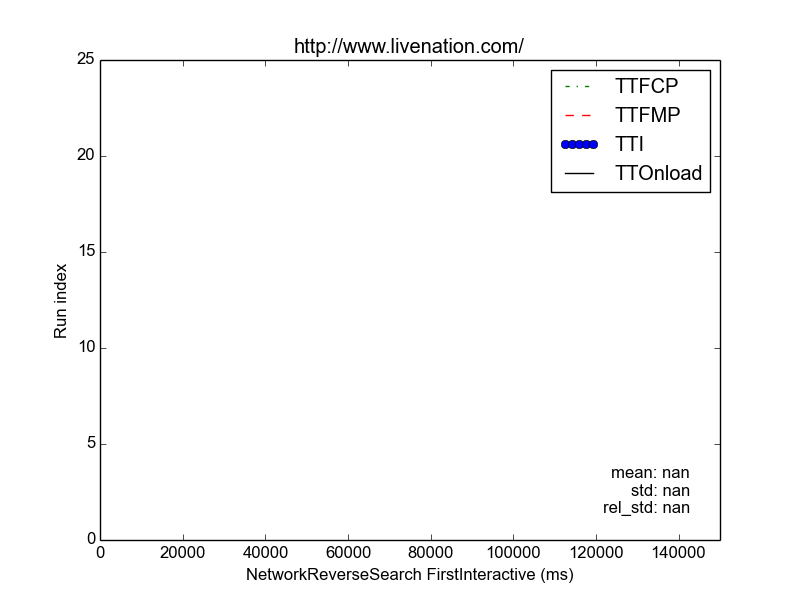 http://www.livenation.com/
25
20
15
10
5
0
Run index
TTFCP
TTFMP
TTI
TTOnload
mean: nan
std: nan
rel_std: nan
0 20000 40000 60000 80000 100000 120000 140000
NetworkReverseSearch FirstInteractive (ms)